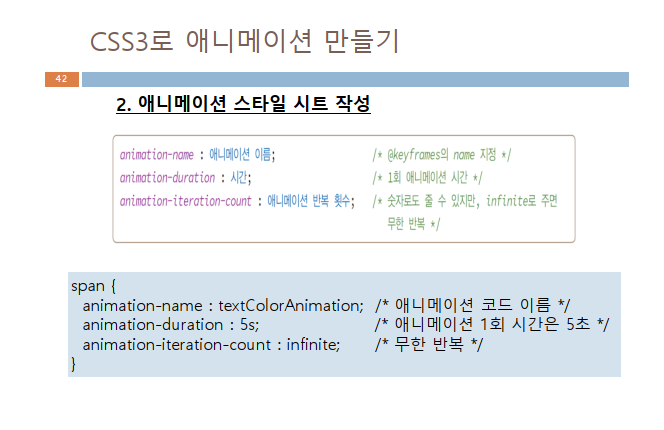 CSS3로 애니메이션 만들기
42
2. 애니메이션 스타일 시트 작성
animation-name : 애니메이션 이름; /* @keyframes의 name 지정 */
animation-duration : 시간; /* 1회 애니메이션 시간 */
animation-iteration-count : 애니메이션 반복 횟수; /* 숫자로도 줄 수 있지만, infinite로 주면
무한 반복 */
span {
animation-name : textColorAnimation; /* 애니메이션 코드 이름 */
animation-duration : 5s; /* 애니메이션 1회 시간은 5초 */
animation-iteration-count : infinite; /* 무한 반복 */
}